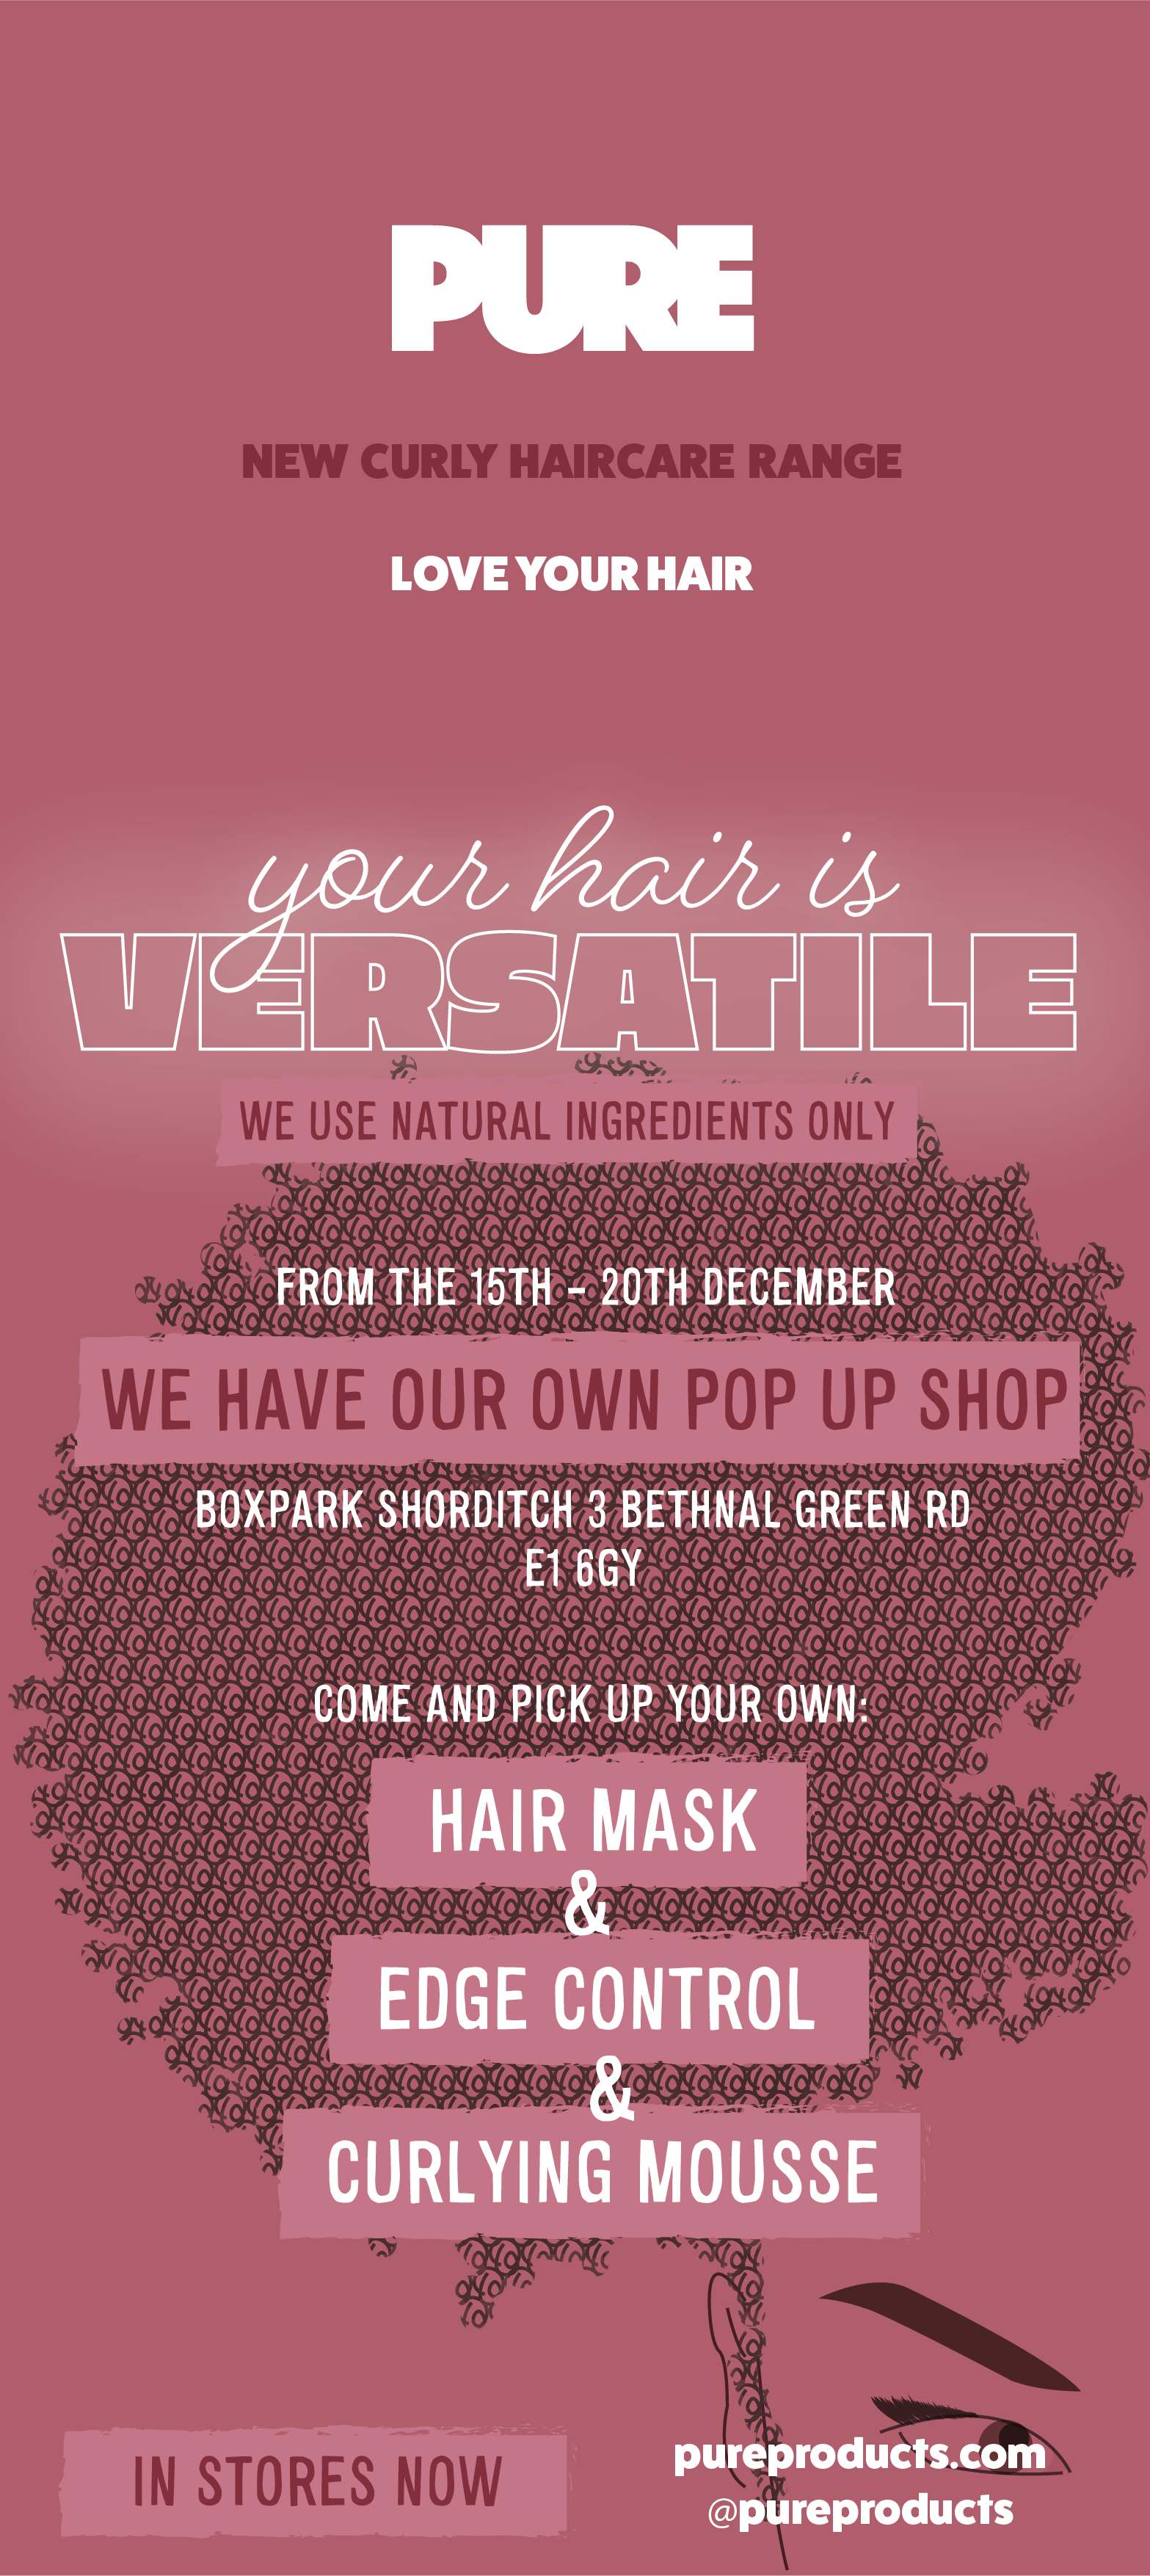 PURE
NEW CURLY HAIRCARE RANGE
LOVE YOUR HAIR
your hair is
VERSATILE
WE USE NATURAL INGREDIENTS ONLY
FROM THE 15TH - 20TH DECEMBER
WE HAVE OUR OWN POP UP SHOP
BOXPARK SHORDITCH 3 BETHNAL GREEN RD
E1 6GY
COME AND PICK UP YOUR OWN:
HAIR MASK
&
EDGE CONTROL
&
CURLYING MOUSSE
IN STORES NOW
pureproducts.com
@pureproducts